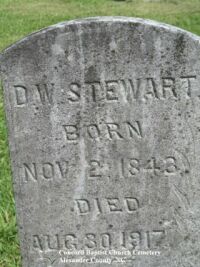 D.W. STEWART
BORN
NOV. 2, 1843.
DIED
AUG. 30, 1917.
Concord Baptist Church Cemetery
Alexander County, NC